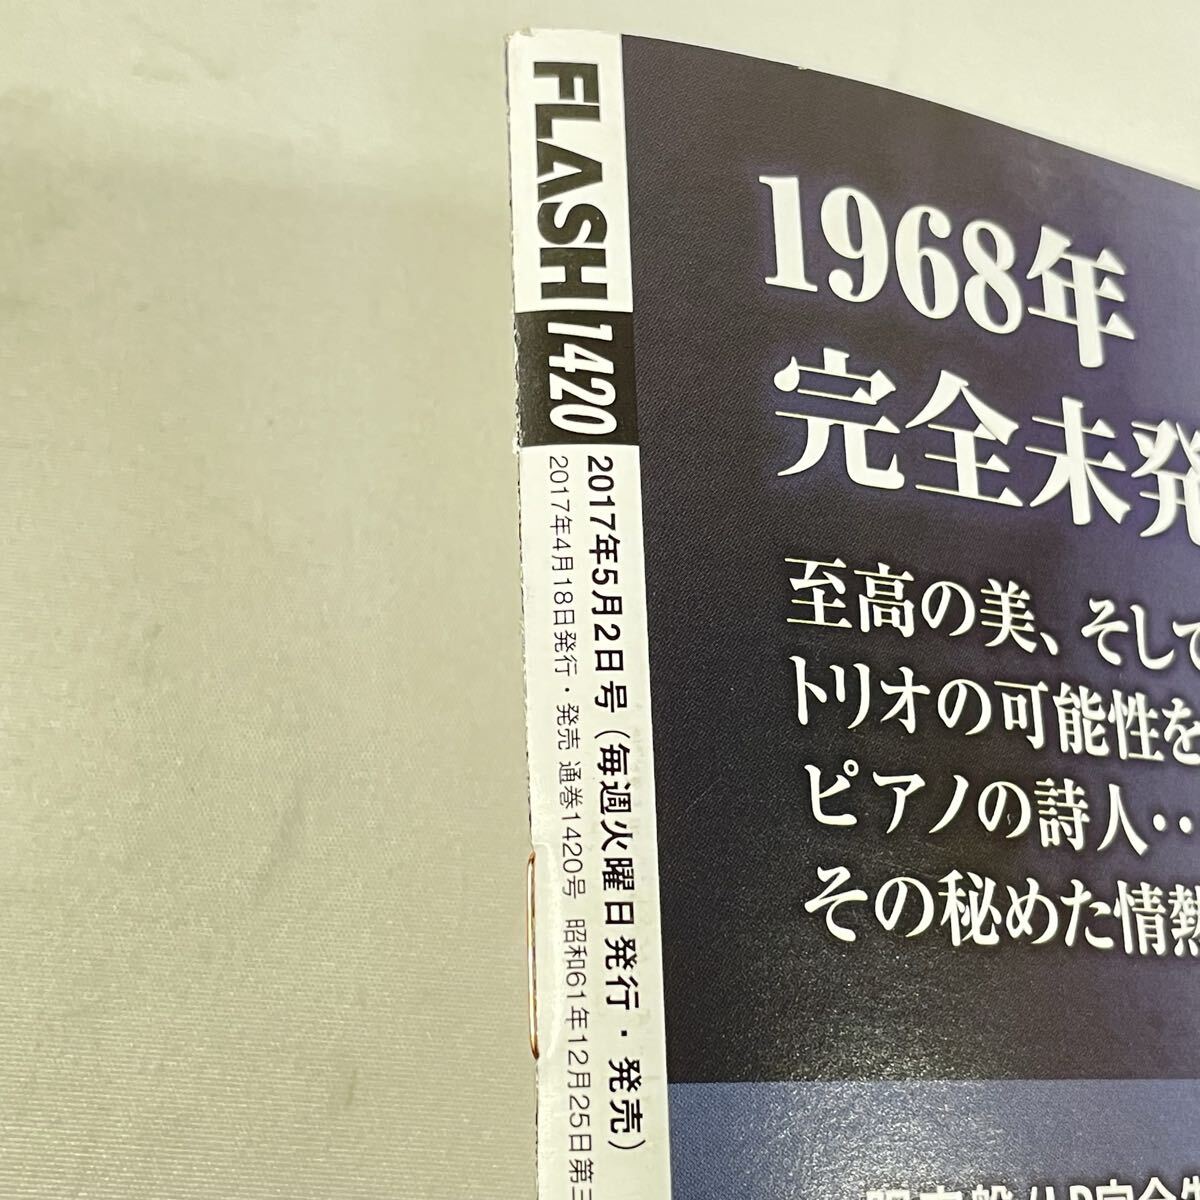 FLASH 1420
2017年5月2日号(毎週火曜日発行・発売)
2017年4月18日発行・発売 通巻1420号 昭和61年12月25日第三
1968年
完全未発
至高の美、そして
トリオの可能性を
ピアノの詩人‥
その秘めた情熱